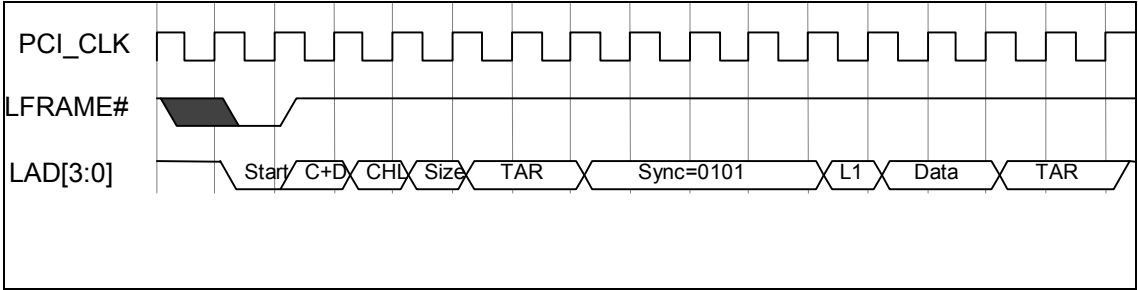 PCI_CLK
LFRAME#
LAD[3:0] Start C+D CHL Size TAR Sync=0101 L1 Data TAR